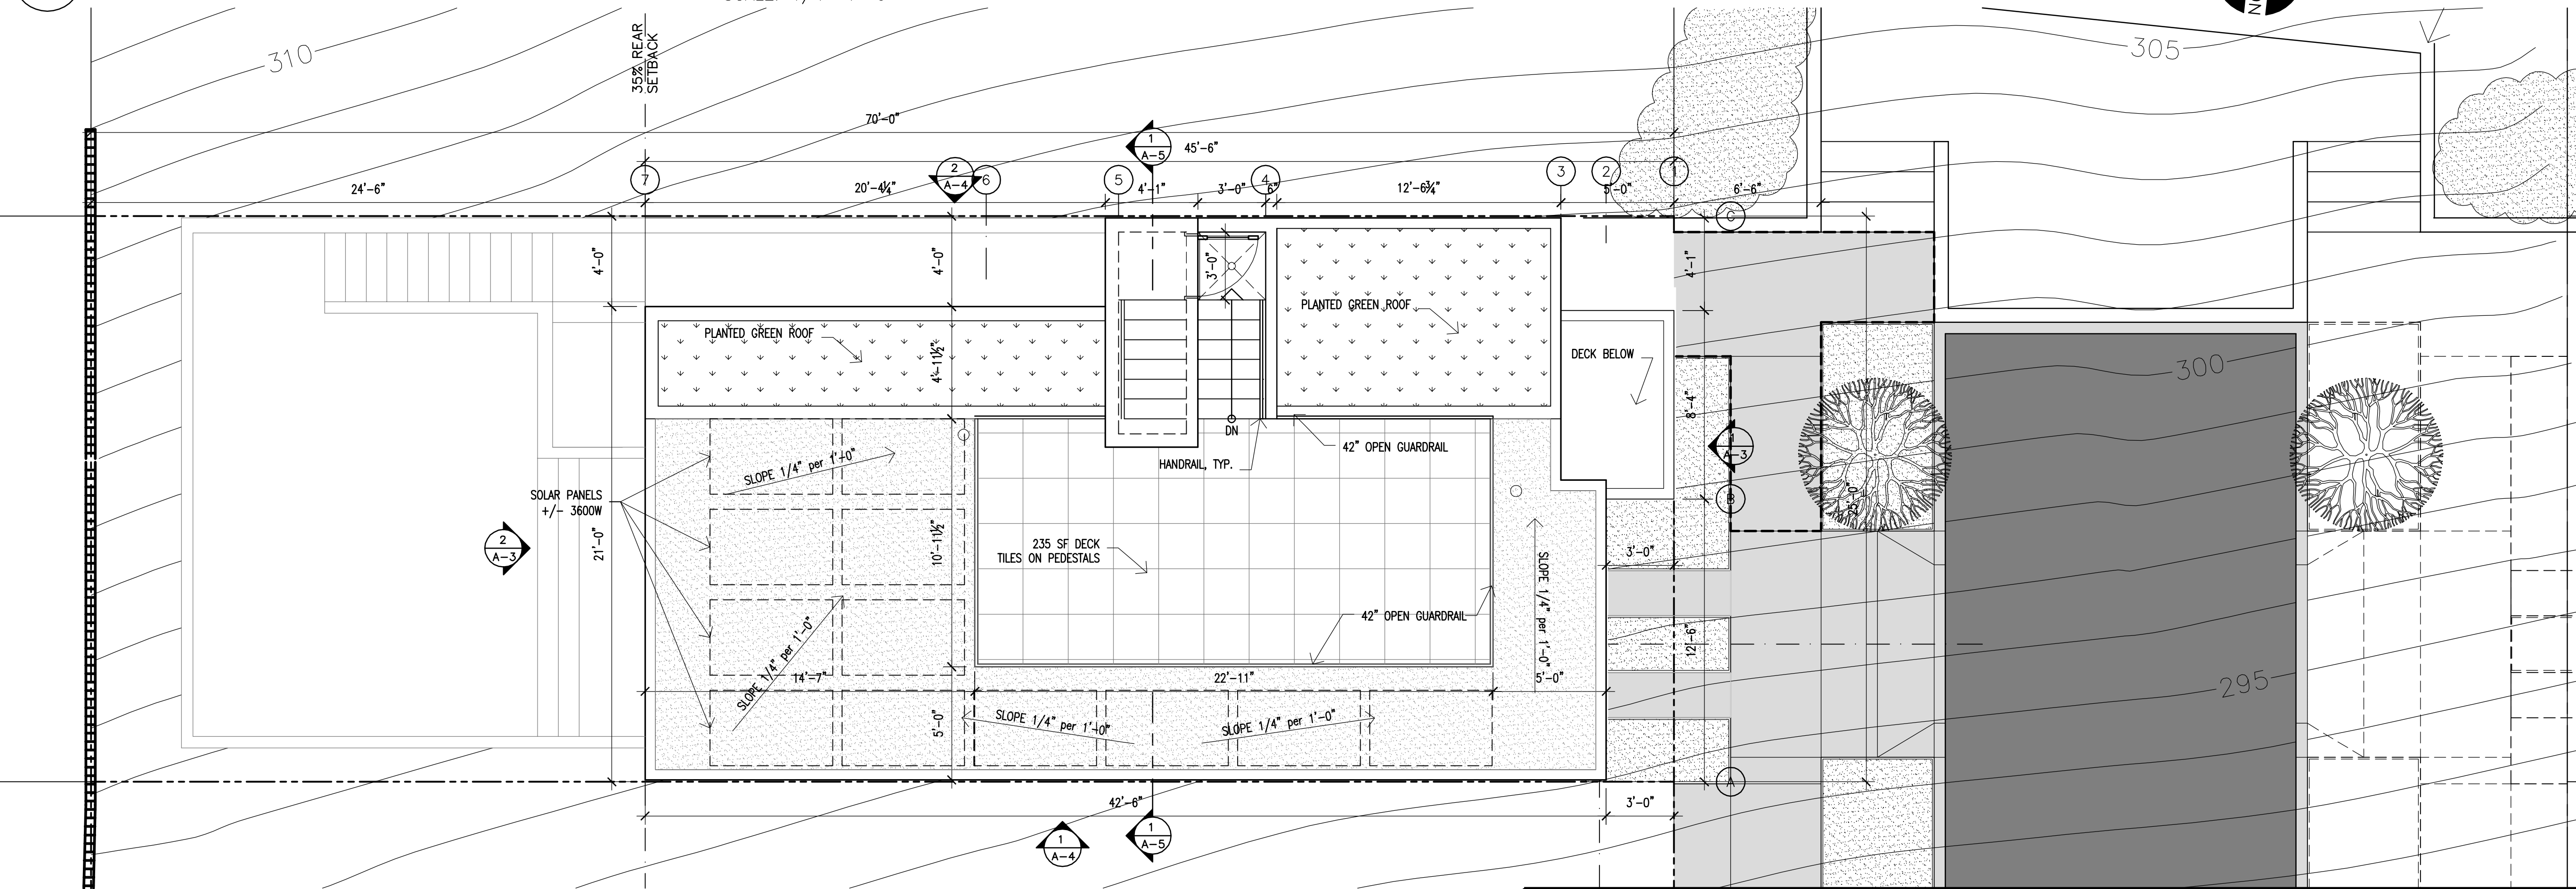 310
35% REAR
SETBACK
305
70'-0"
1
A-5
45'-6"
24'-6"
7
20'-4¼"
2
A-4
6
5
4'-1"
3'-0"
4
6"
12'-6¾"
3
2
5'-0"
1
6'-6"
C
4'-0"
4'-0"
3'-0"
4'-1"
PLANTED GREEN ROOF
PLANTED GREEN ROOF
4'-11½"
DECK BELOW
300
8'-4"
DN
42" OPEN GUARDRAIL
HANDRAIL, TYP.
1
A-3
SLOPE 1/4" per 1'-0"
SOLAR PANELS
+/- 3600W
B
25'-0"
2
A-3
21'-0"
10'-11½"
235 SF DECK
TILES ON PEDESTALS
3'-0"
SLOPE 1/4" per 1'-0"
42" OPEN GUARDRAIL
12'-6"
SLOPE 1/4" per 1'-0"
14'-7"
22'-11"
5'-0"
295
5'-0"
SLOPE 1/4" per 1'-0"
SLOPE 1/4" per 1'-0"
A
42'-6"
3'-0"
1
A-4
1
A-5